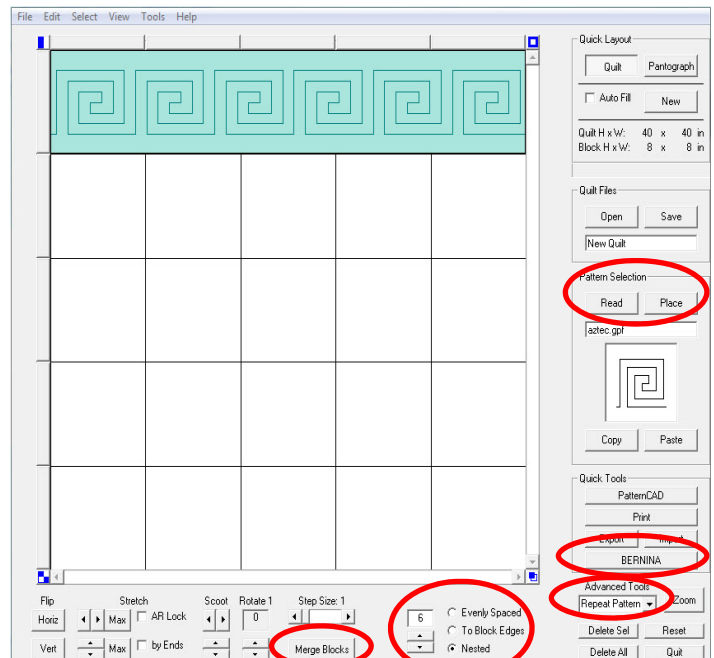 File Edit Select View Tools Help
Quick Layout
Quilt Pantograph
Auto Fill New
Quilt H x W: 40 x 40 in
Block H x W: 8 x 8 in
Quilt Files
Open Save
New Quilt
Pattern Selection
Read Place
aztec.gpf
Copy Paste
Quick Tools
PatternCAD
Print
Export Import
BERNINA
Advanced Tools
Repeat Pattern Zoom
Delete Sel Reset
Delete All Quit
Flip Stretch Scoot Rotate 1 Step Size: 1
Horiz Max AR Lock 0
Vert Max by Ends Merge Blocks
6 Evenly Spaced
To Block Edges
Nested